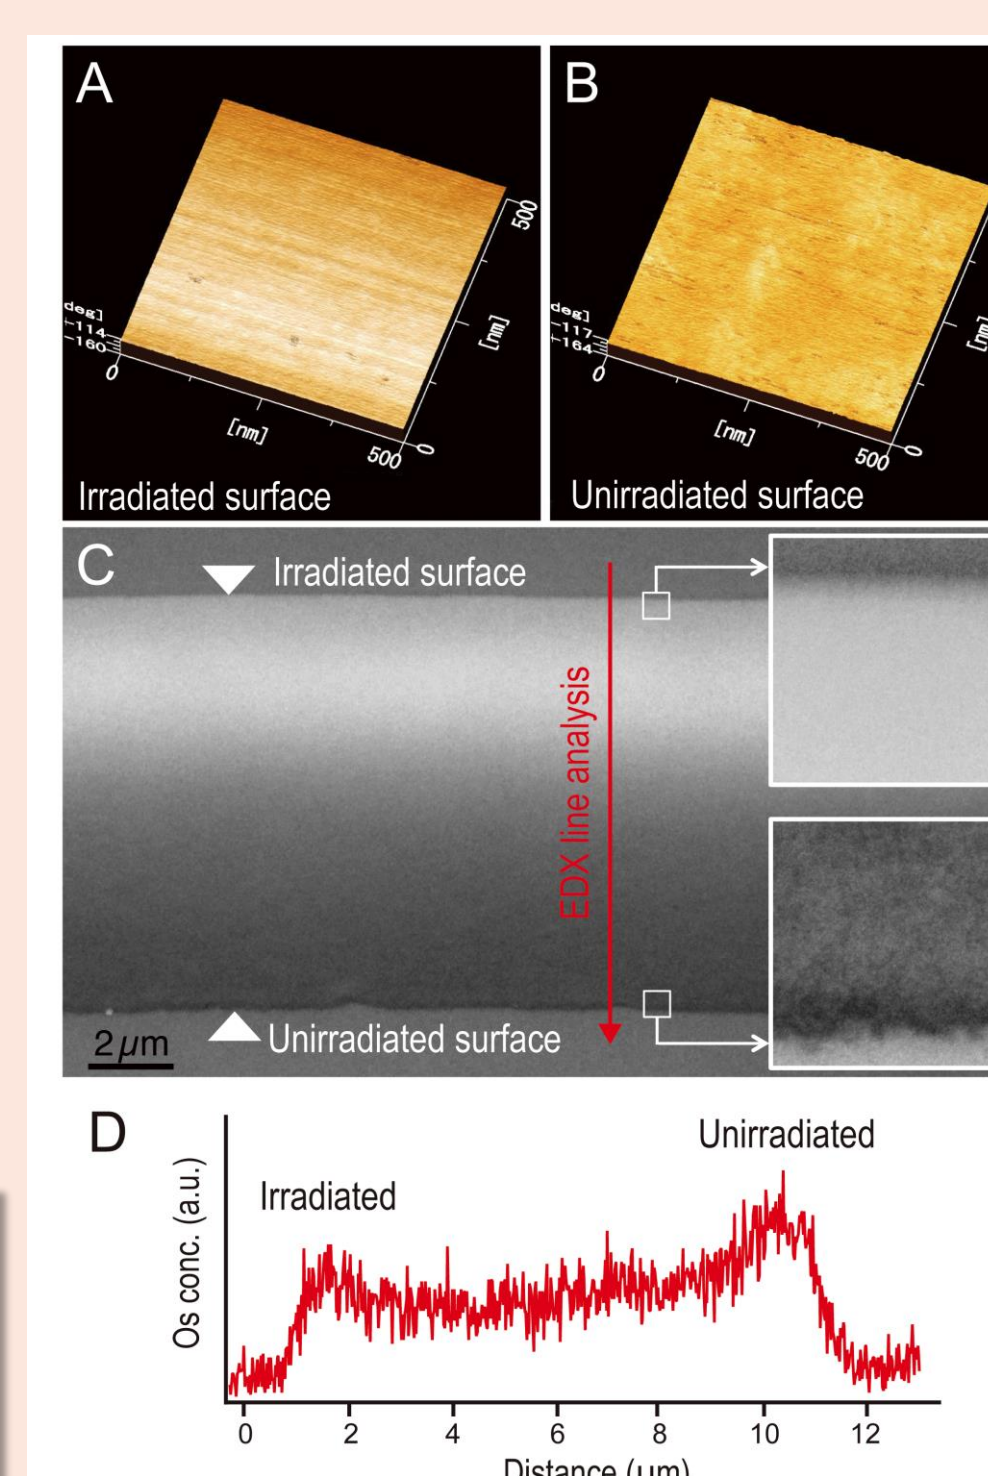 A
500
[nm]
deg]
-114
-160
0
[nm]
500
0
Irradiated surface
B
[nm]
deg]
-117
-164
0
[nm]
500
0
Unirradiated surface
C
Irradiated surface
EDX line analysis
Unirradiated surface
2 μm
D
Unirradiated
Irradiated
Os conc. (a.u.)
0 2 4 6 8 10 12
Distance (μm)